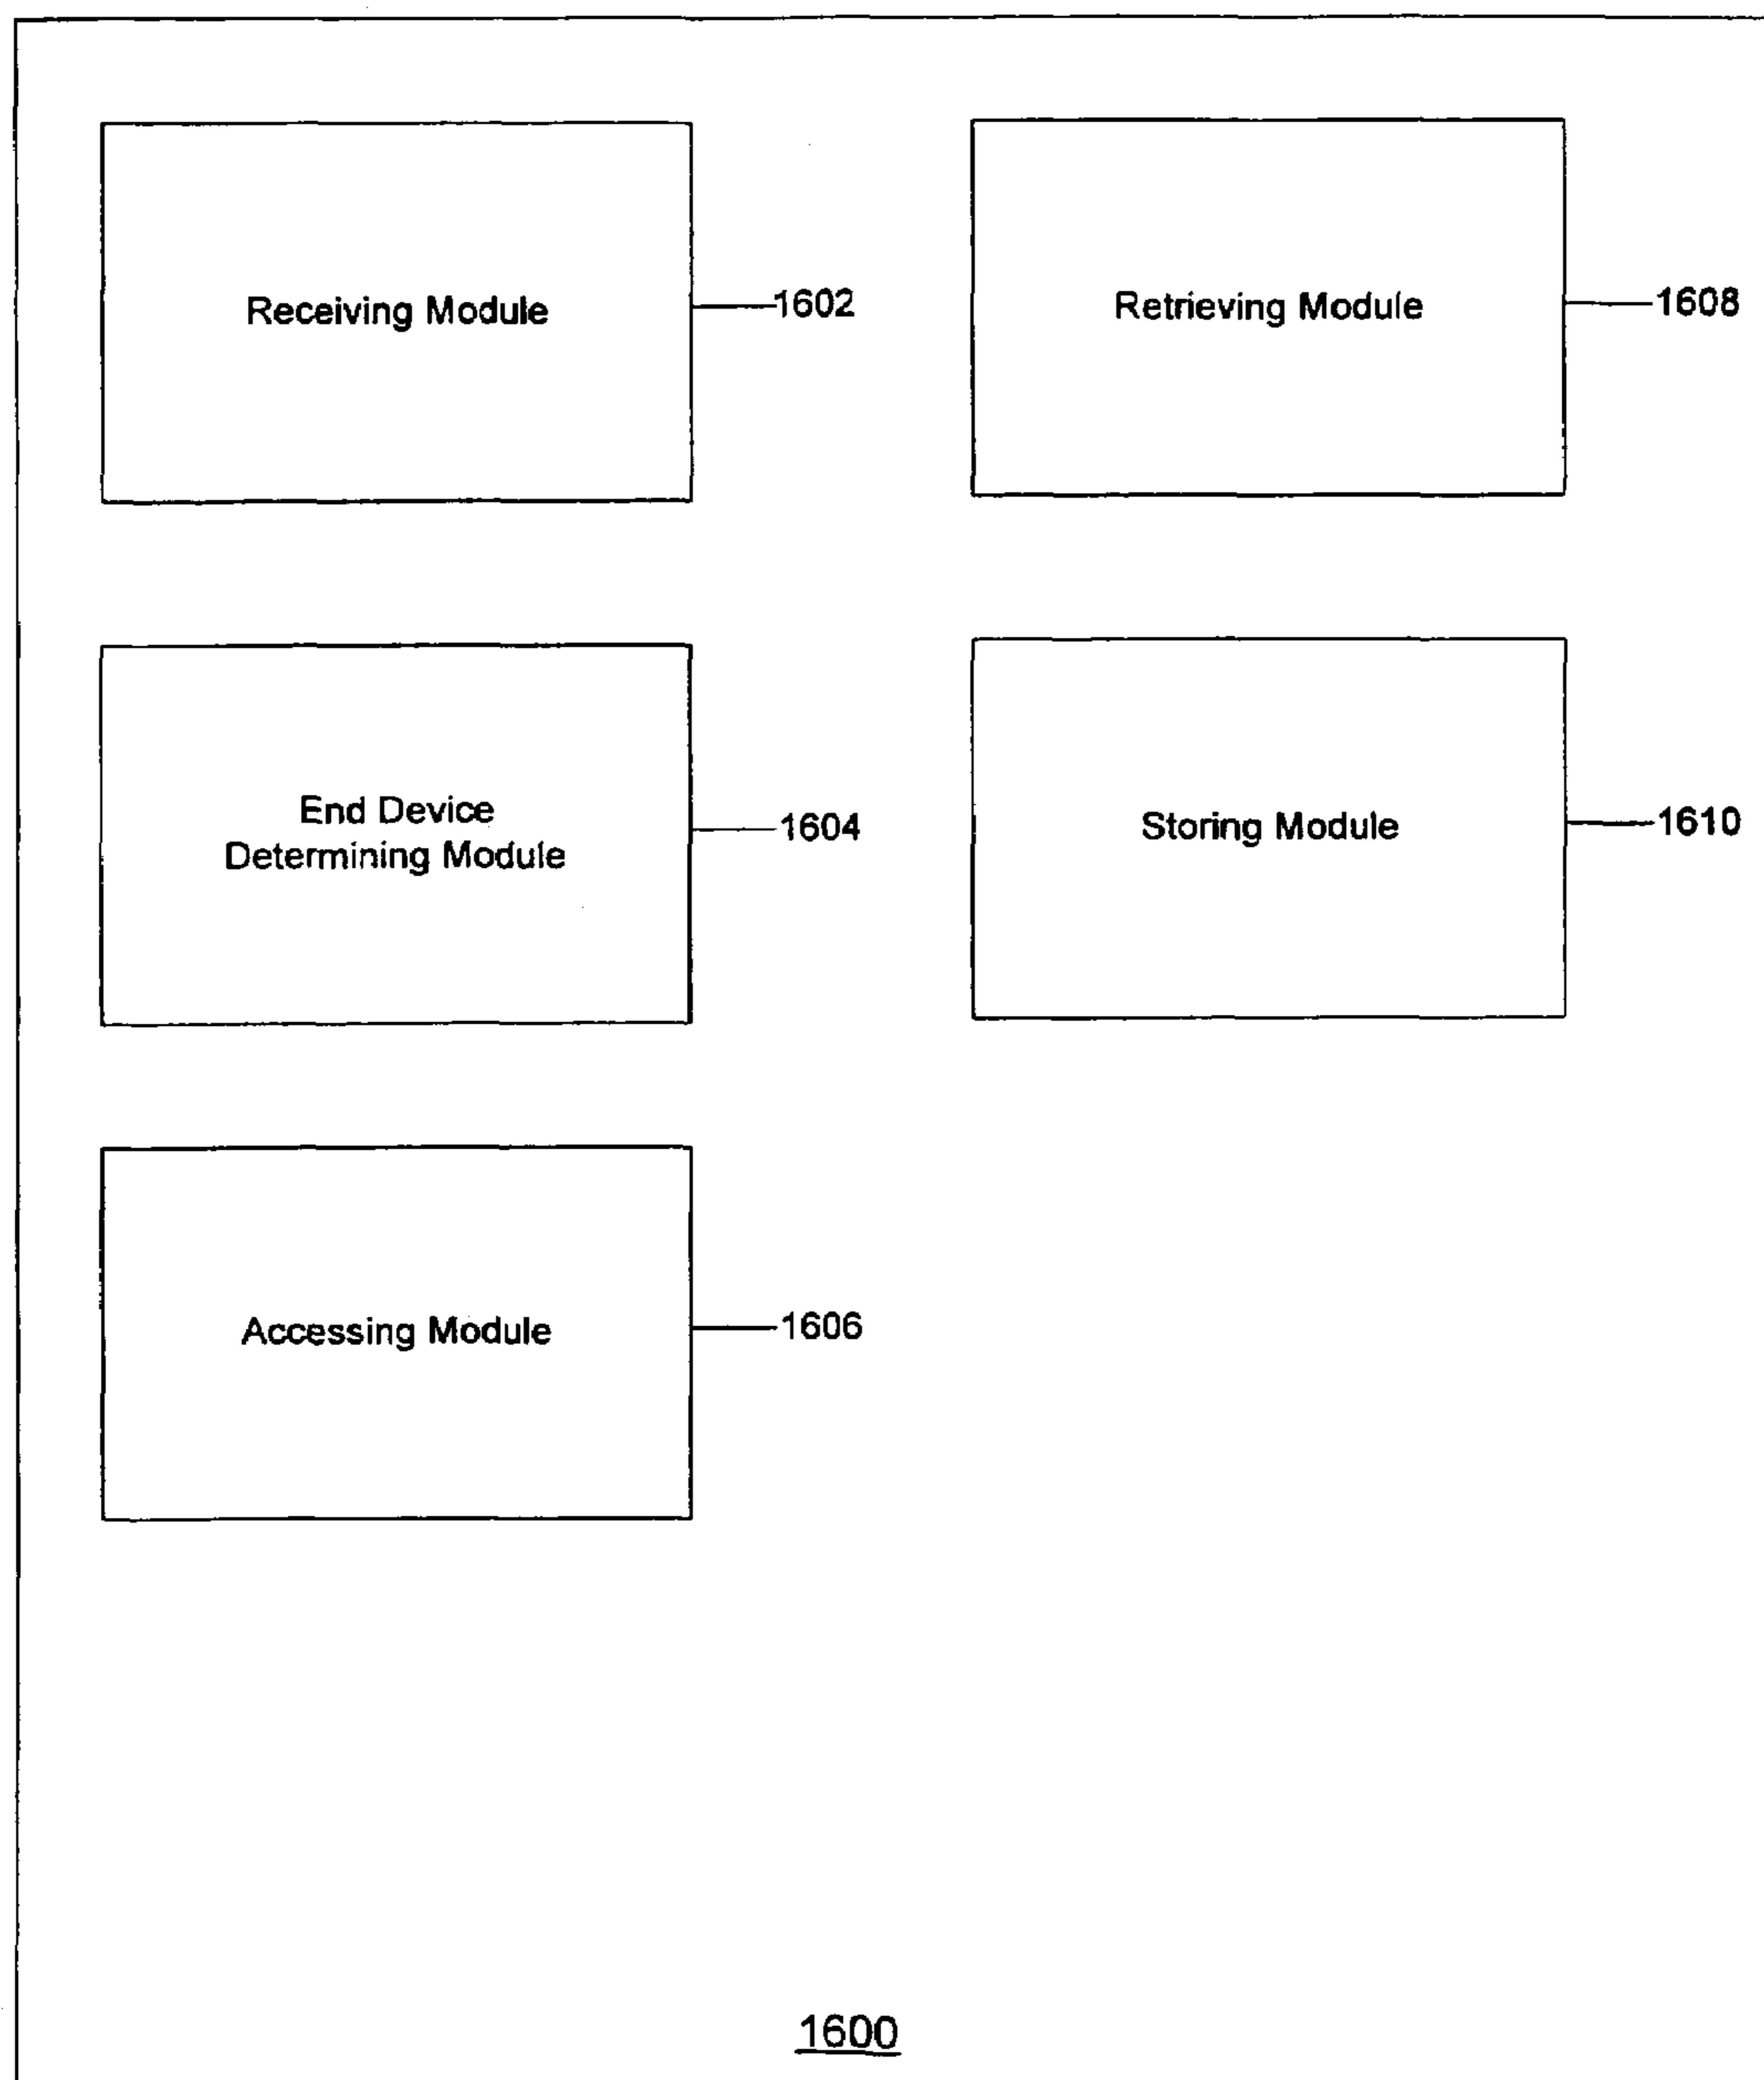 Receiving Module
1602
Retrieving Module
1608
End Device
Determining Module
1604
Storing Module
1610
Accessing Module
1606
1600